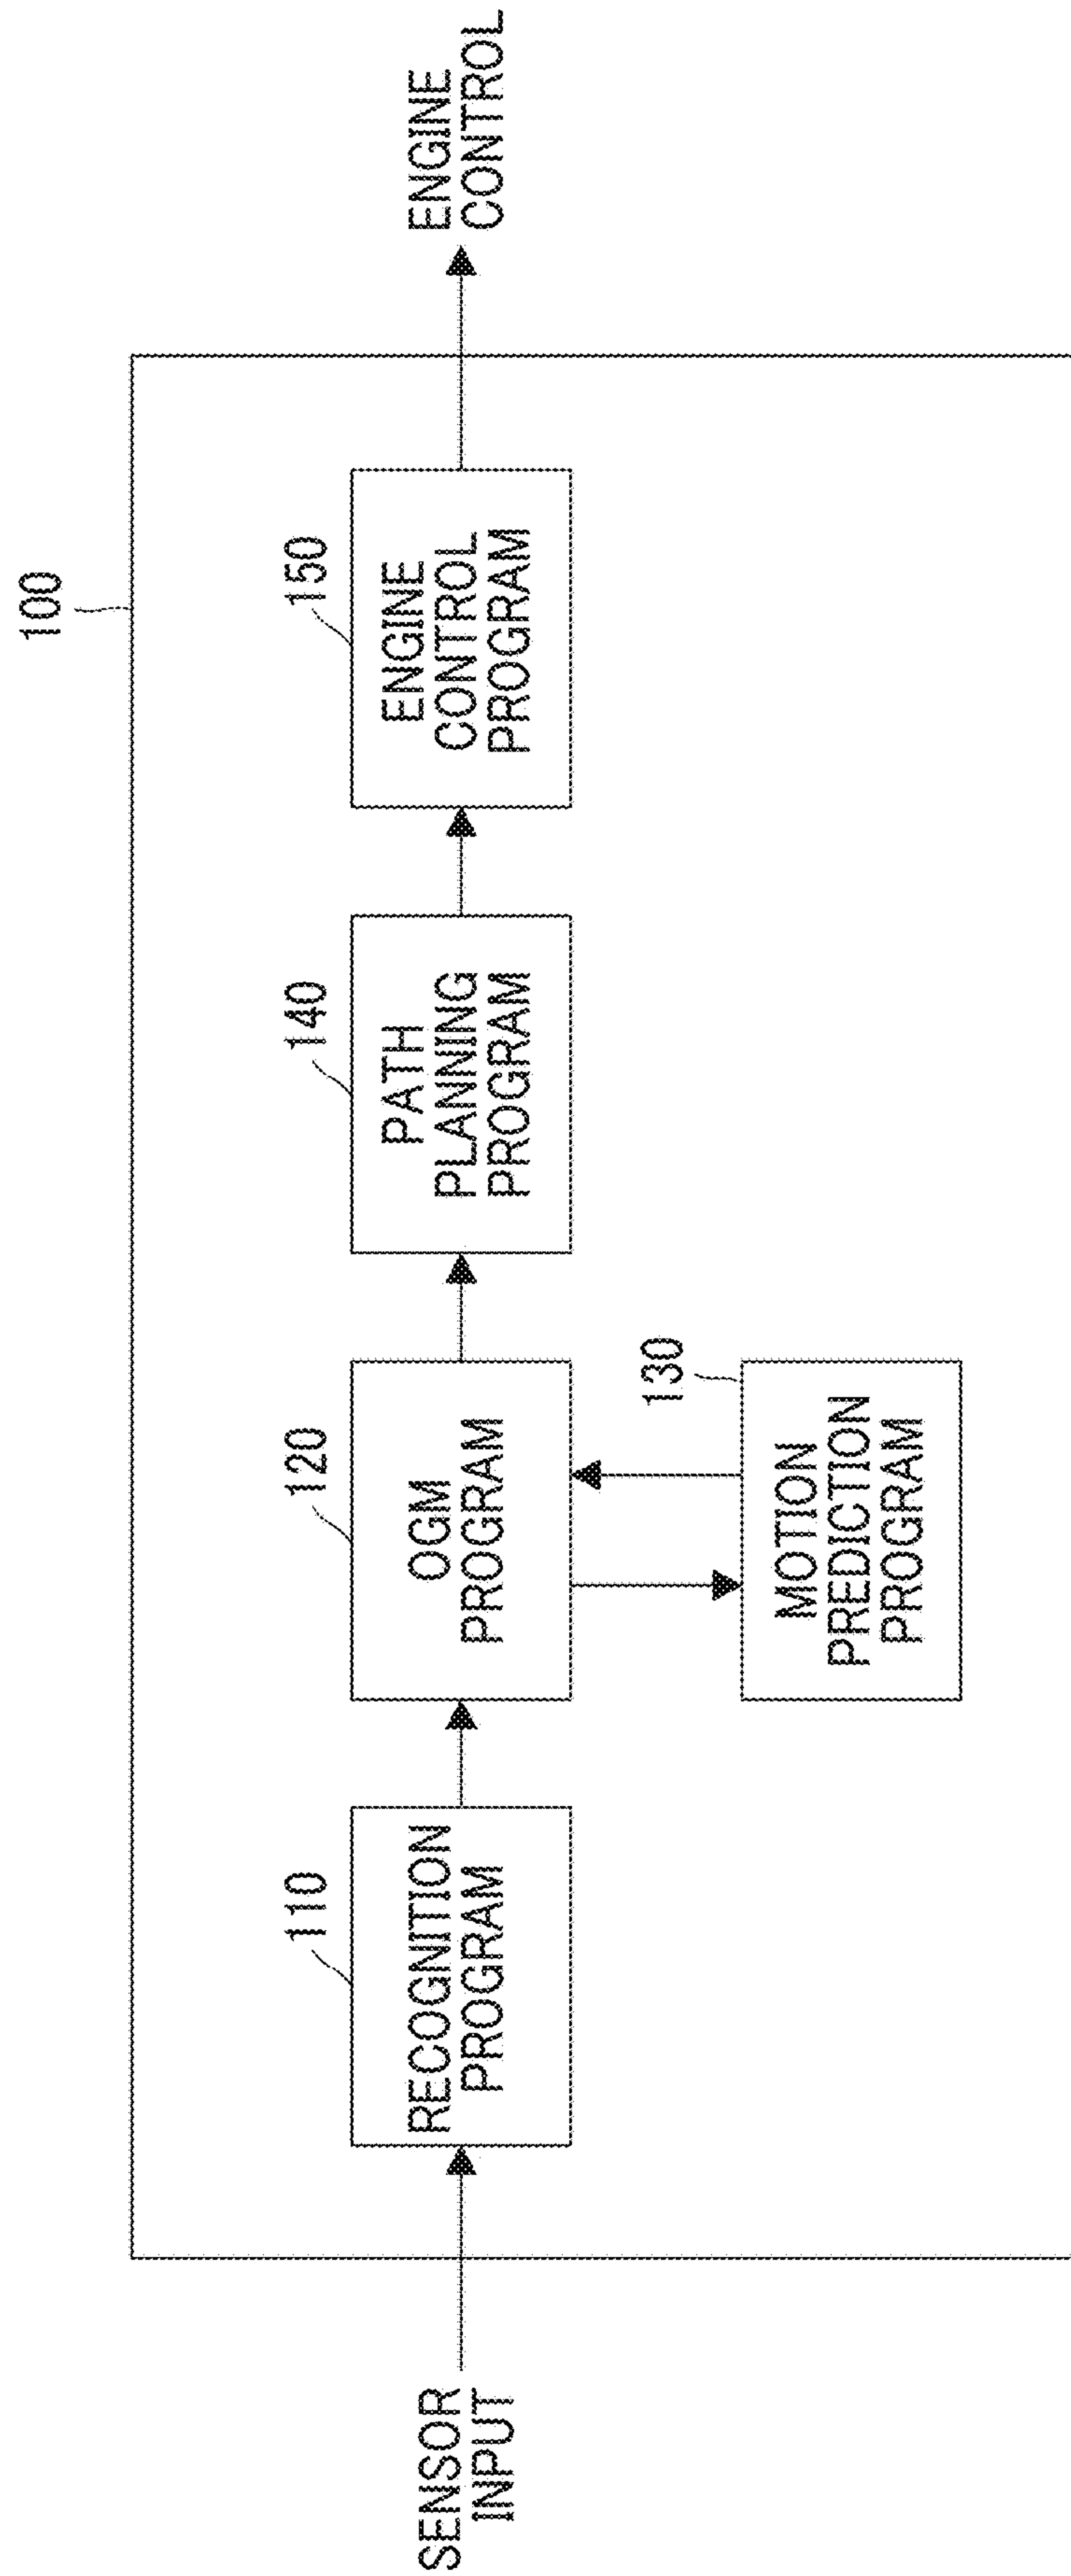 100
SENSOR
INPUT
110
RECOGNITION
PROGRAM
120
OGM
PROGRAM
130
MOTION
PREDICTION
PROGRAM
140
PATH
PLANNING
PROGRAM
150
ENGINE
CONTROL
PROGRAM
ENGINE
CONTROL